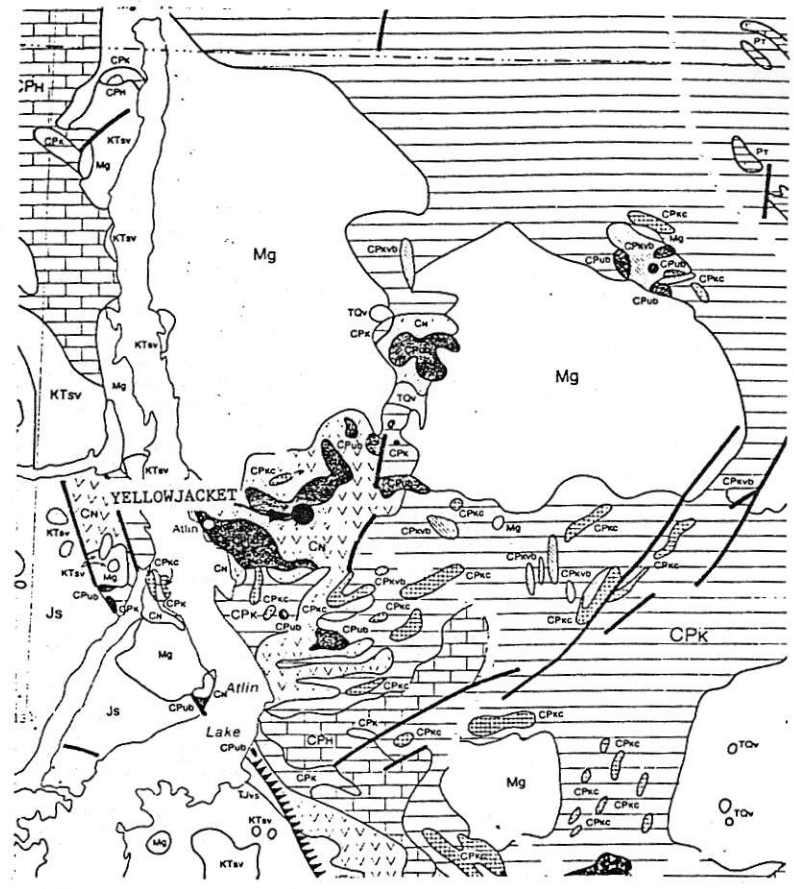 PT
CPK
CPH
CPH
KTsv
CPK
Mg
PT
CPKC
KTsv
CPKVB
Mg
CPKVB
Mg
CPUB
CPUB
CPUB
CPKC
TQV
CN
CPK
KTsv
CPUB
Mg
Mg
KTsv
TQV
CPUB
CPK
KTsv
CPKC
CPUB
CPKVB
YELLOWJACKET
CN
CPKC
Mg
CPKC
Atlin
CPKVB
CN
KTsv
CN
CPKC
KTsv
Mg
CPKVB
CPKVB
CPKC
CPUB
CPK
CPK
CPKC
CPKC
CPKC
Js
CN
CPK
CPUB
CPUB
CPK
Mg
CPKC
Atlin
CN
CPUB
Js
Lake
CPK
CPKC
CPKC
CPH
CPUB
TQV
CPKC
CPK
Mg
CPKC
TJVS
KTsv
CPKC
TQV
CPKC
Mg
KTsv
CPKC